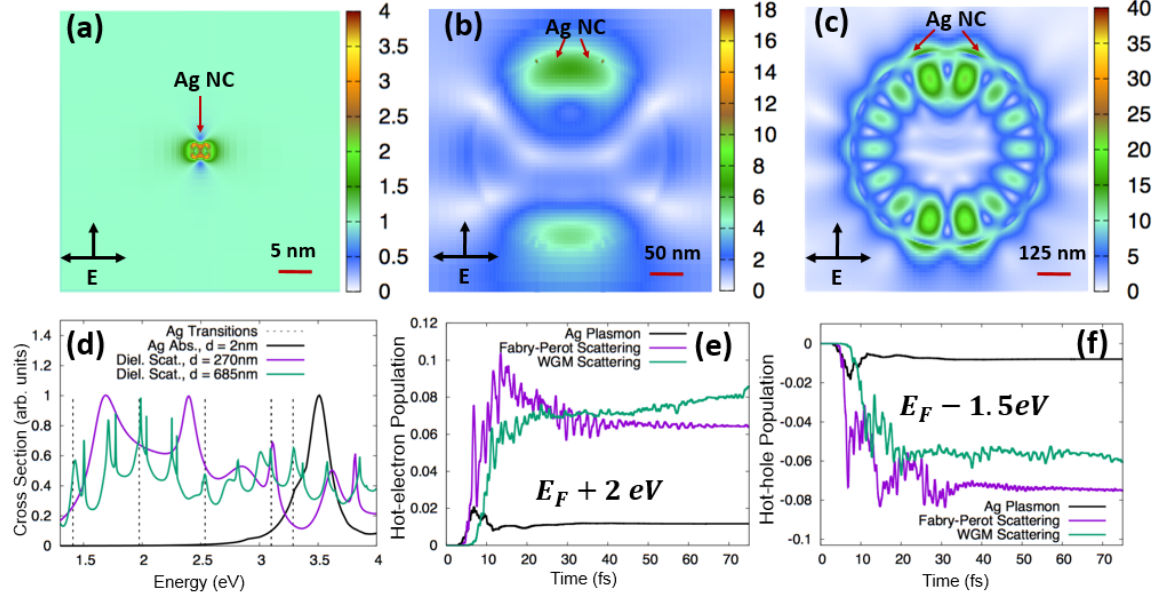 (a)
Ag NC
E
5 nm
4
3.5
3
2.5
2
1.5
1
0.5
0
(b)
Ag NC
E
50 nm
18
16
14
12
10
8
6
4
2
0
(c)
Ag NC
E
125 nm
40
35
30
25
20
15
10
5
0
(d)
Cross Section (arb. units)
1.4
1.2
1
0.8
0.6
0.4
0.2
0
Ag Transitions
Ag Abs., d = 2nm
Diel. Scat., d = 270nm
Diel. Scat., d = 685nm
1.5 2 2.5 3 3.5 4
Energy (eV)
(e)
Hot-electron Population
0.12
0.1
0.08
0.06
0.04
0.02
0
Ag Plasmon
Fabry-Perot Scattering
WGM Scattering
E_F + 2 eV
0 10 20 30 40 50 60 70
Time (fs)
(f)
Hot-hole Population
0
-0.02
-0.04
-0.06
-0.08
-0.1
E_F − 1.5eV
Ag Plasmon
Fabry-Perot Scattering
WGM Scattering
0 10 20 30 40 50 60 70
Time (fs)